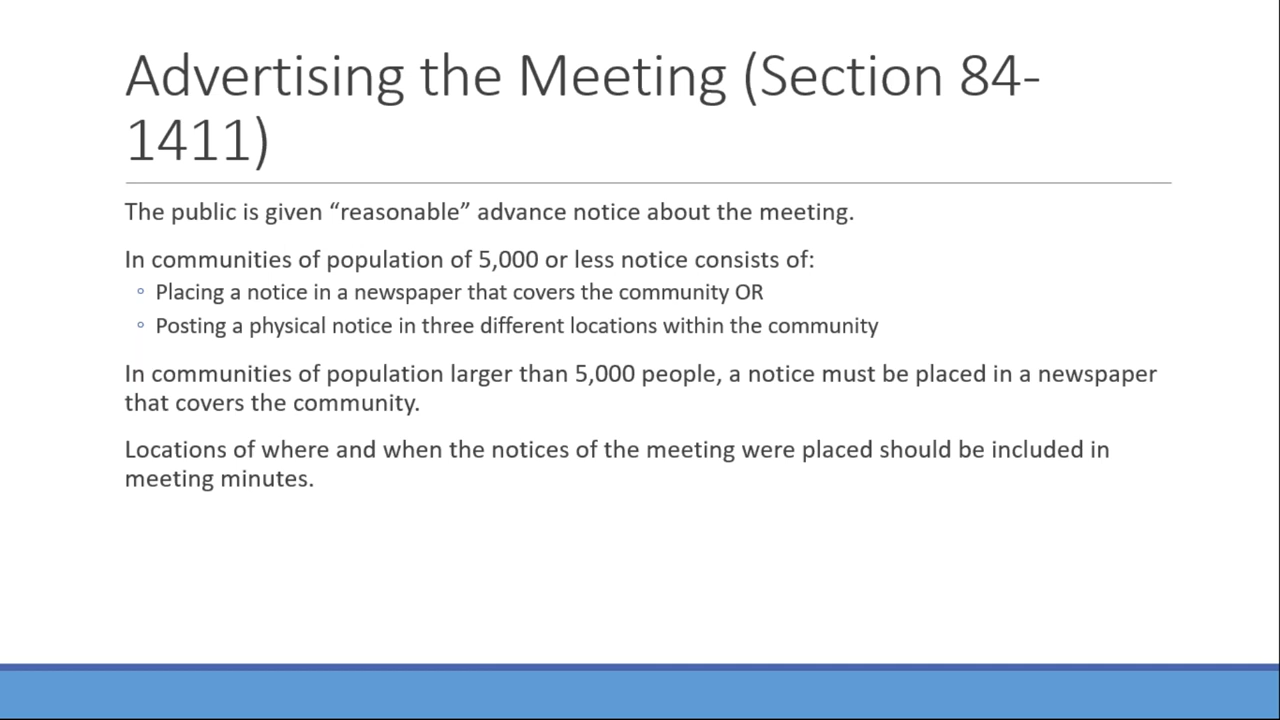 Advertising the Meeting (Section 84-
1411)
The public is given “reasonable” advance notice about the meeting.
In communities of population of 5,000 or less notice consists of:
◦ Placing a notice in a newspaper that covers the community OR
◦ Posting a physical notice in three different locations within the community
In communities of population larger than 5,000 people, a notice must be placed in a newspaper
that covers the community.
Locations of where and when the notices of the meeting were placed should be included in
meeting minutes.